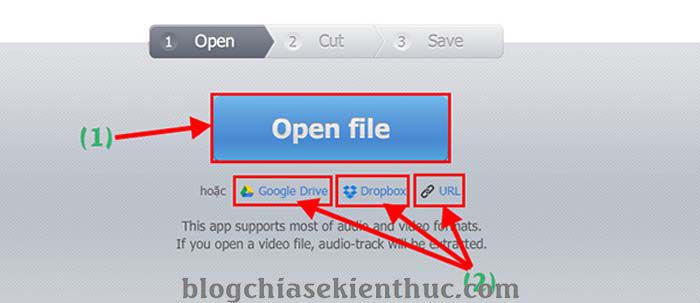 1 Open 2 Cut 3 Save
(1)
Open file
hoặc Google Drive Dropbox URL
This app supports most of audio and video formats.
If you open a video file, audio-track will be extracted.
(2)
blogchiasekienthuc.com